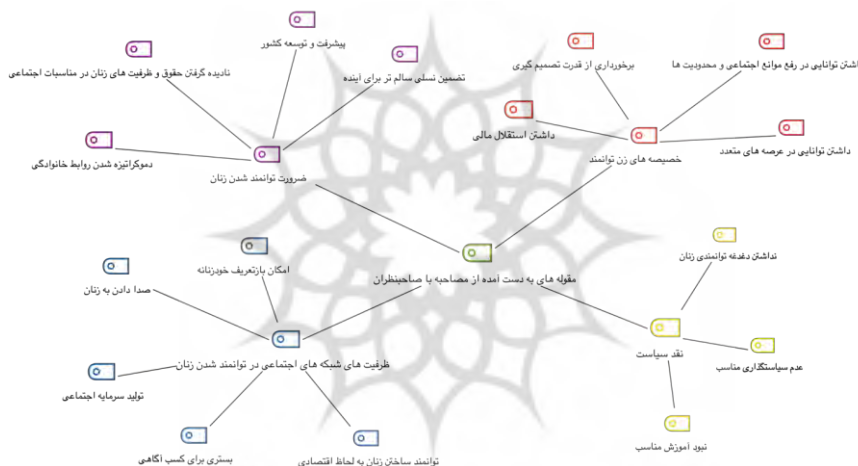 پیشرفت و توسعه کشور
برخورداری از قدرت تصمیم گیری
داشتن توانایی در رفع موانع اجتماعی و محدودیت ها
نادیده گرفتن حقوق و ظرفیت های زنان در مناسبات اجتماعی
تضمین نسلی سالم تر برای آینده
داشتن استقلال مالی
خصیصه های زن توانمند
داشتن توانایی در عرصه های متعدد
دموکراتیزه شدن روابط خانوادگی
ضرورت توانمند شدن زنان
نداشتن دغدغه توانمندی زنان
امکان بازتعریف خودزنانه
مقوله های به دست آمده از مصاحبه با صاحبنظران
صدا دادن به زنان
نقد سیاست
عدم سیاستگذاری مناسب
ظرفیت های شبکه های اجتماعی در توانمند شدن زنان
تولید سرمایه اجتماعی
نبود آموزش مناسب
بستری برای کسب آگاهی
توانمند ساختن زنان به لحاظ اقتصادی